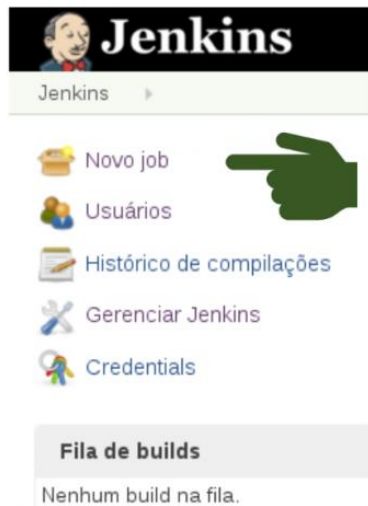 Jenkins
Jenkins
Novo job
Usuários
Histórico de compilações
Gerenciar Jenkins
Credentials
Fila de builds
Nenhum build na fila.